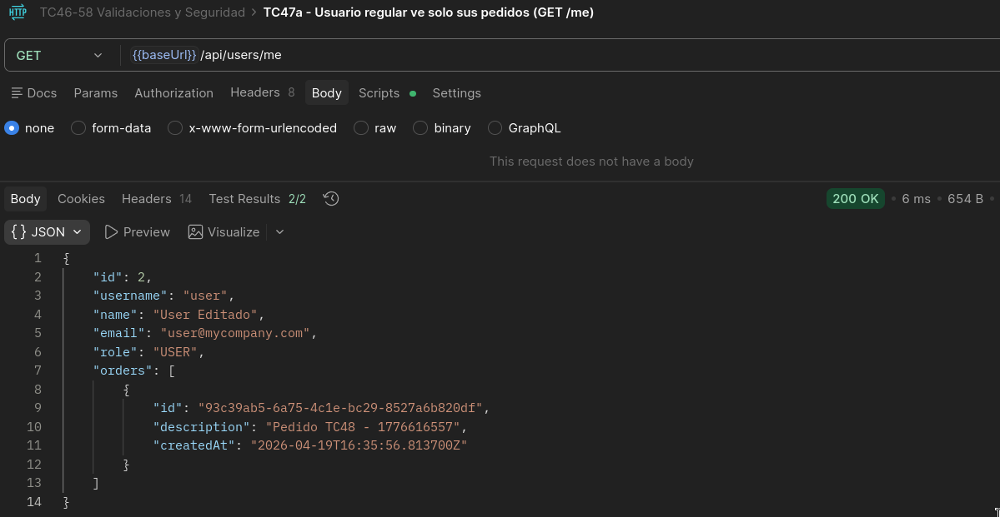 HTTP TC46-58 Validaciones y Seguridad > TC47a - Usuario regular ve solo sus pedidos (GET /me)
GET {{baseUrl}} /api/users/me
Docs Params Authorization Headers 8 Body Scripts Settings
none form-data x-www-form-urlencoded raw binary GraphQL
This request does not have a body
Body Cookies Headers 14 Test Results 2/2 200 OK • 6 ms • 654 B •
{} JSON Preview Visualize
1 {
2 "id": 2,
3 "username": "user",
4 "name": "User Editado",
5 "email": "user@mycompany.com",
6 "role": "USER",
7 "orders": [
8 {
9 "id": "93c39ab5-6a75-4c1e-bc29-8527a6b820df",
10 "description": "Pedido TC48 - 1776616557",
11 "createdAt": "2026-04-19T16:35:56.813700Z"
12 }
13 ]
14 }